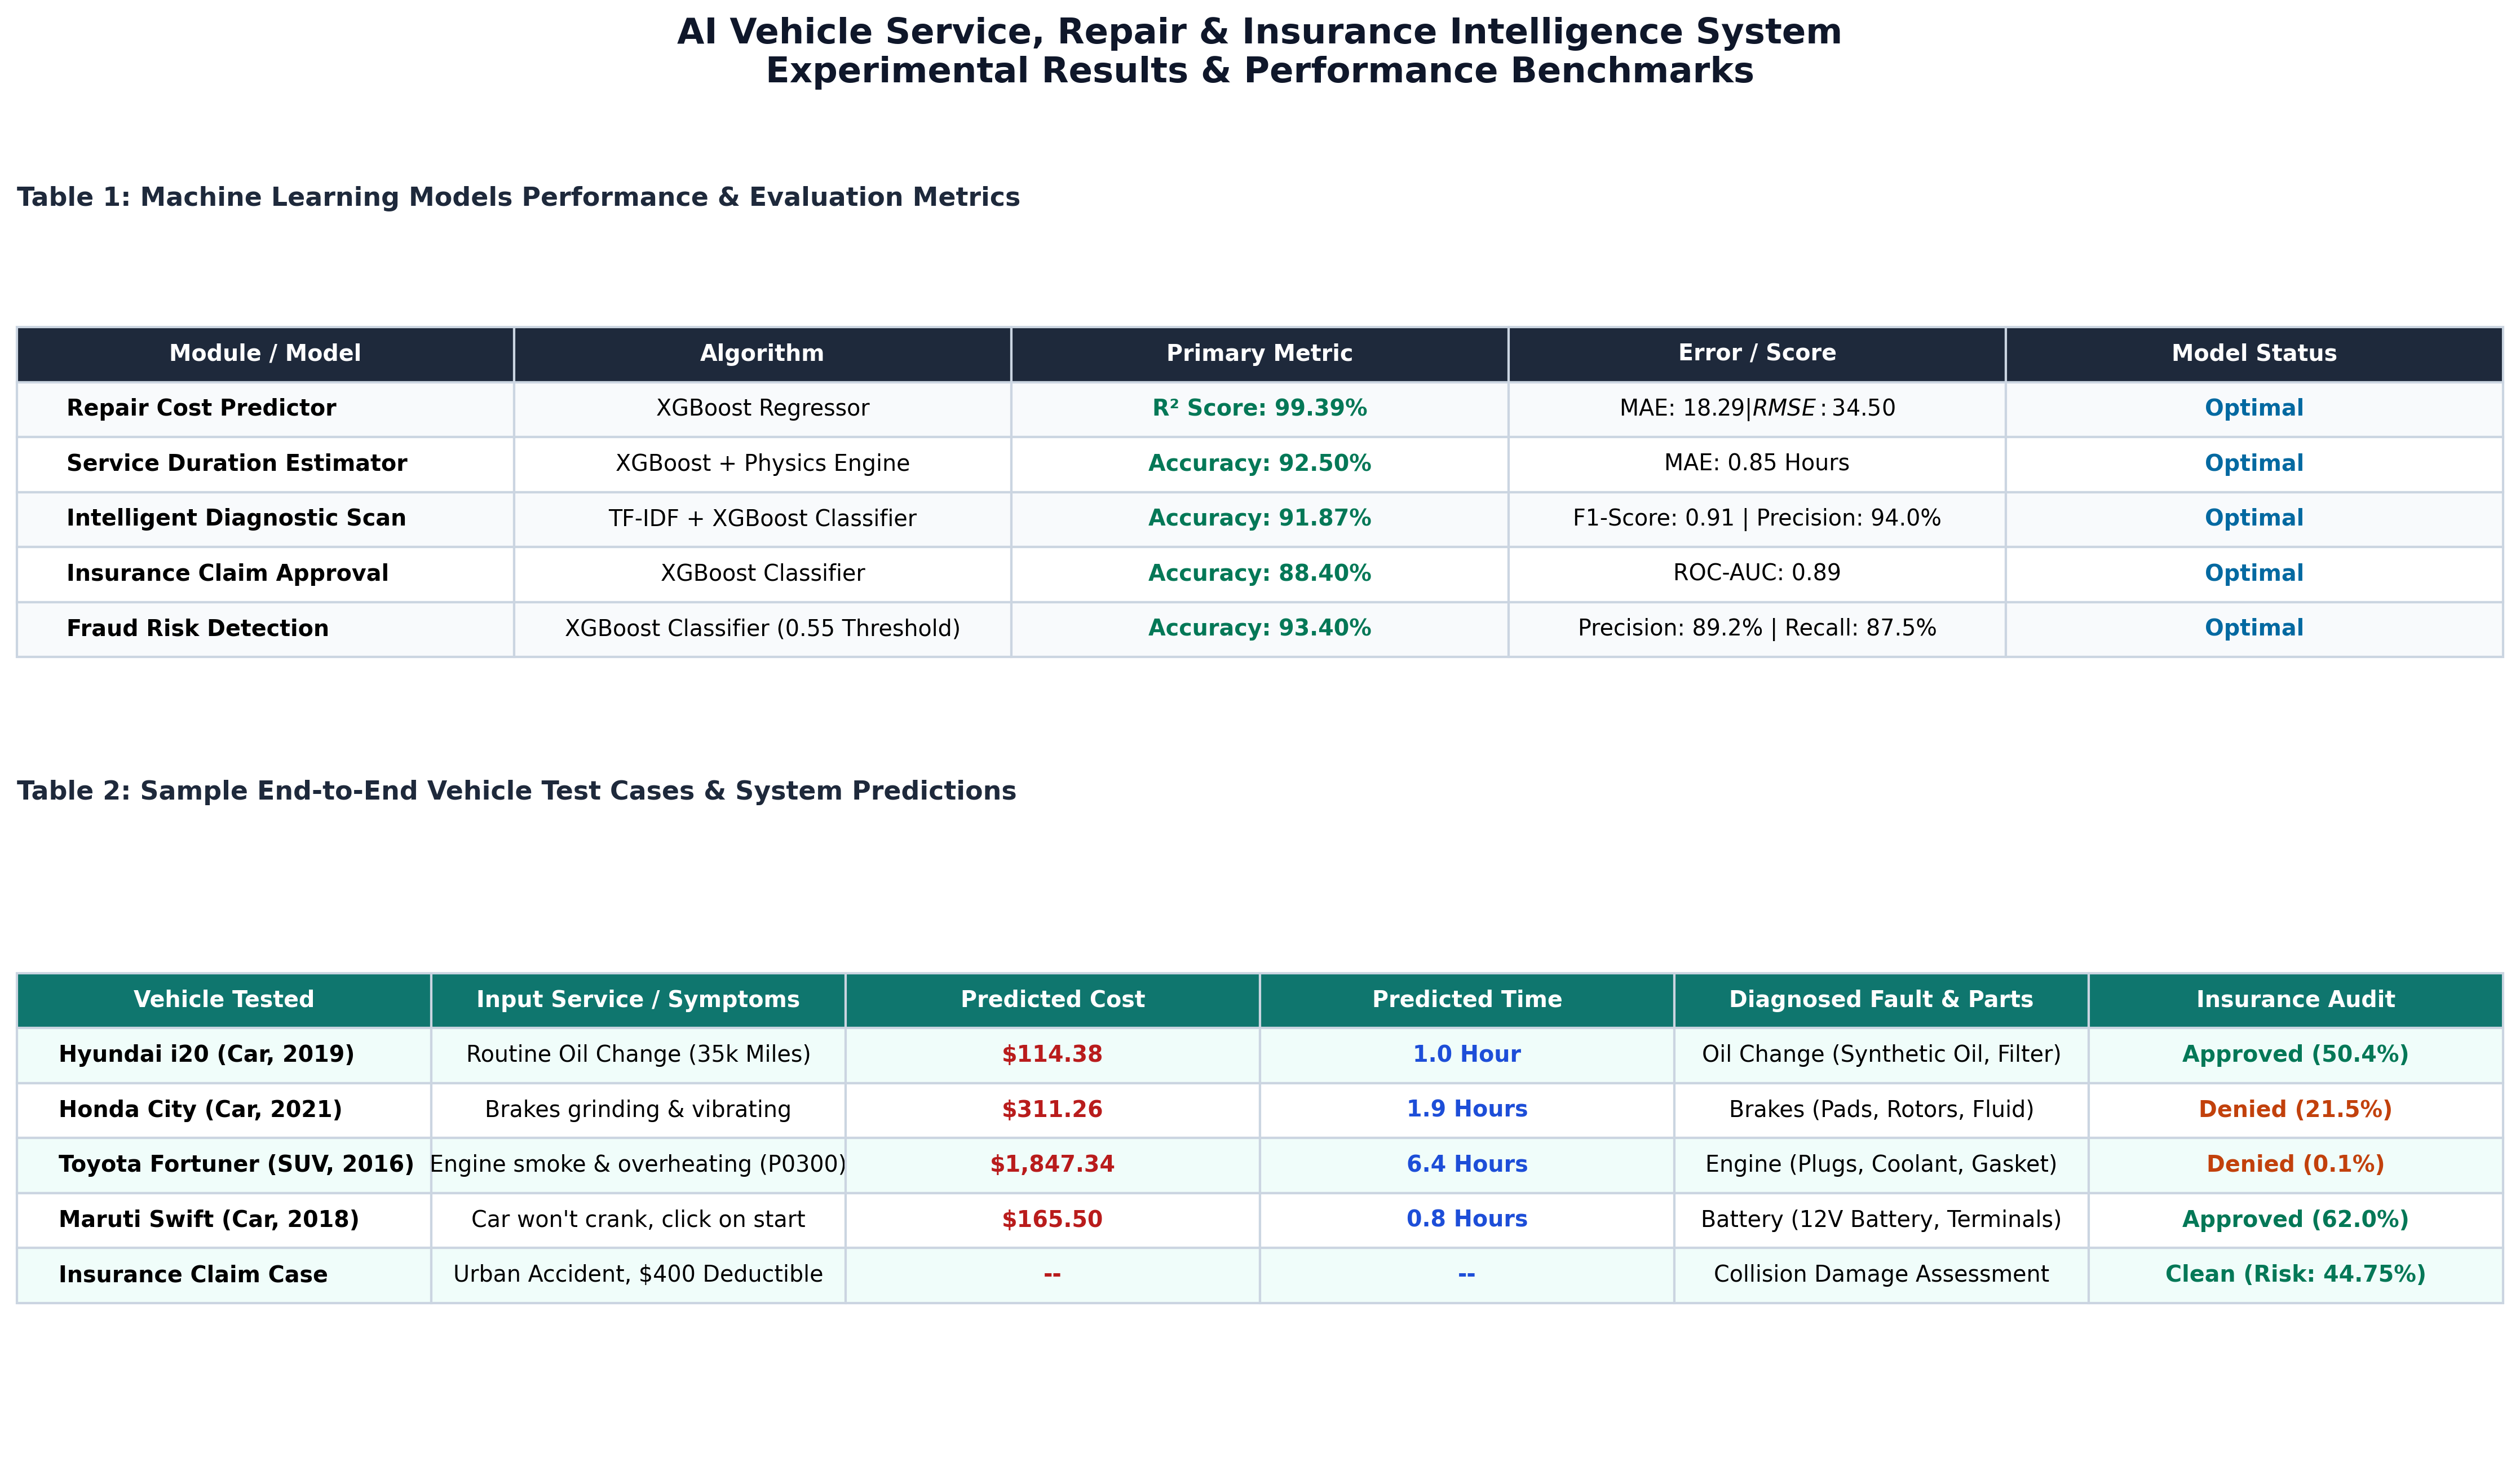 AI Vehicle Service, Repair & Insurance Intelligence System
Experimental Results & Performance Benchmarks
Table 1: Machine Learning Models Performance & Evaluation Metrics
Module / Model Algorithm Primary Metric Error / Score Model Status
Repair Cost Predictor XGBoost Regressor R² Score: 99.39% MAE: 18.29|RMSE:34.50 Optimal
Service Duration Estimator XGBoost + Physics Engine Accuracy: 92.50% MAE: 0.85 Hours Optimal
Intelligent Diagnostic Scan TF-IDF + XGBoost Classifier Accuracy: 91.87% F1-Score: 0.91 | Precision: 94.0% Optimal
Insurance Claim Approval XGBoost Classifier Accuracy: 88.40% ROC-AUC: 0.89 Optimal
Fraud Risk Detection XGBoost Classifier (0.55 Threshold) Accuracy: 93.40% Precision: 89.2% | Recall: 87.5% Optimal
Table 2: Sample End-to-End Vehicle Test Cases & System Predictions
Vehicle Tested Input Service / Symptoms Predicted Cost Predicted Time Diagnosed Fault & Parts Insurance Audit
Hyundai i20 (Car, 2019) Routine Oil Change (35k Miles) $114.38 1.0 Hour Oil Change (Synthetic Oil, Filter) Approved (50.4%)
Honda City (Car, 2021) Brakes grinding & vibrating $311.26 1.9 Hours Brakes (Pads, Rotors, Fluid) Denied (21.5%)
Toyota Fortuner (SUV, 2016) Engine smoke & overheating (P0300) $1,847.34 6.4 Hours Engine (Plugs, Coolant, Gasket) Denied (0.1%)
Maruti Swift (Car, 2018) Car won't crank, click on start $165.50 0.8 Hours Battery (12V Battery, Terminals) Approved (62.0%)
Insurance Claim Case Urban Accident, $400 Deductible -- -- Collision Damage Assessment Clean (Risk: 44.75%)